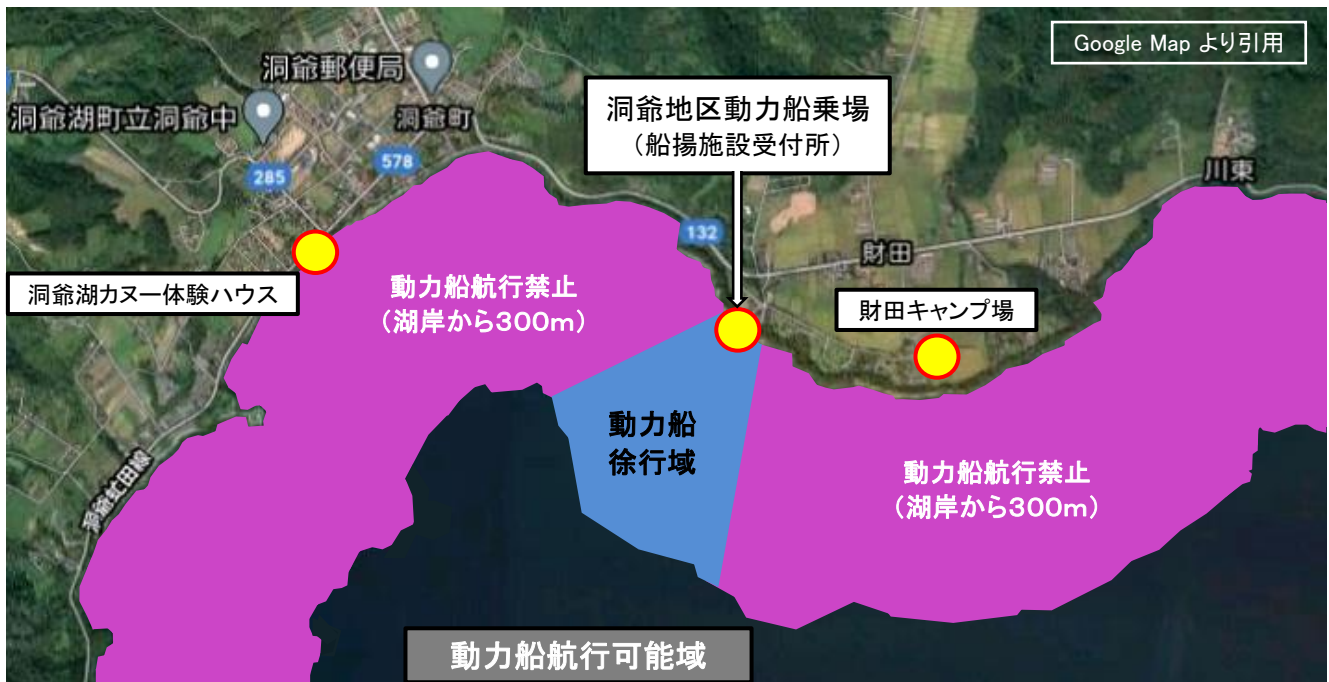 Google Map より引用
洞爺郵便局
洞爺湖町立洞爺中
洞爺町
578
285
洞爺地区動力船乗場
（船揚施設受付所）
川東
132
財田
洞爺湖カヌー体験ハウス
動力船航行禁止
（湖岸から300m）
財田キャンプ場
動力船
徐行域
動力船航行禁止
（湖岸から300m）
洞爺虻田線
動力船航行可能域